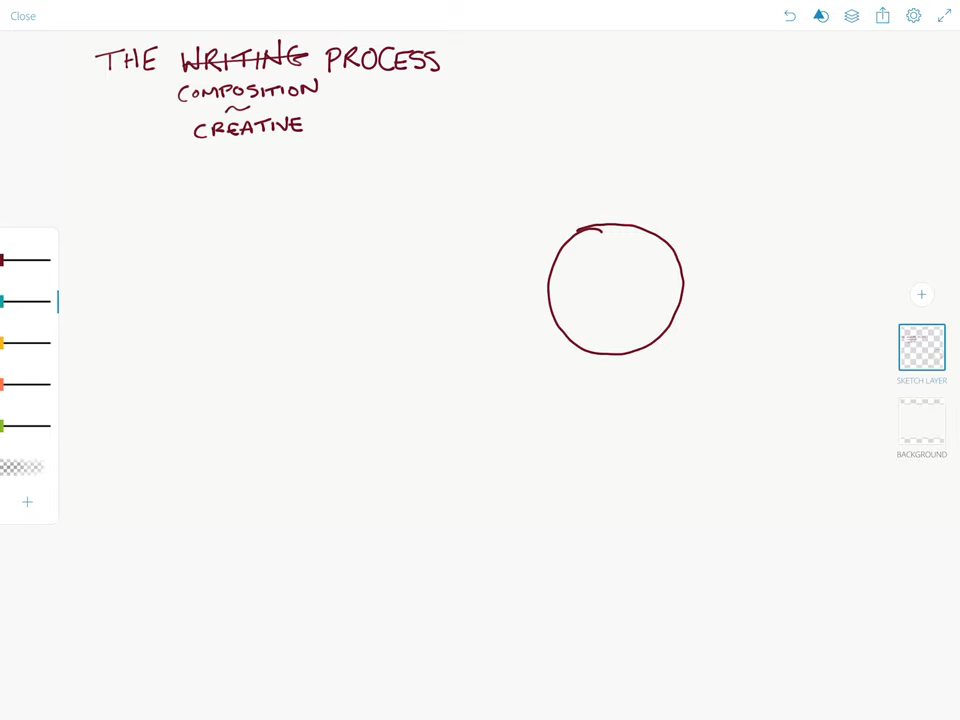 Close
THE WRITING PROCESS
COMPOSITION
~
CREATIVE
SKETCH LAYER
BACKGROUND